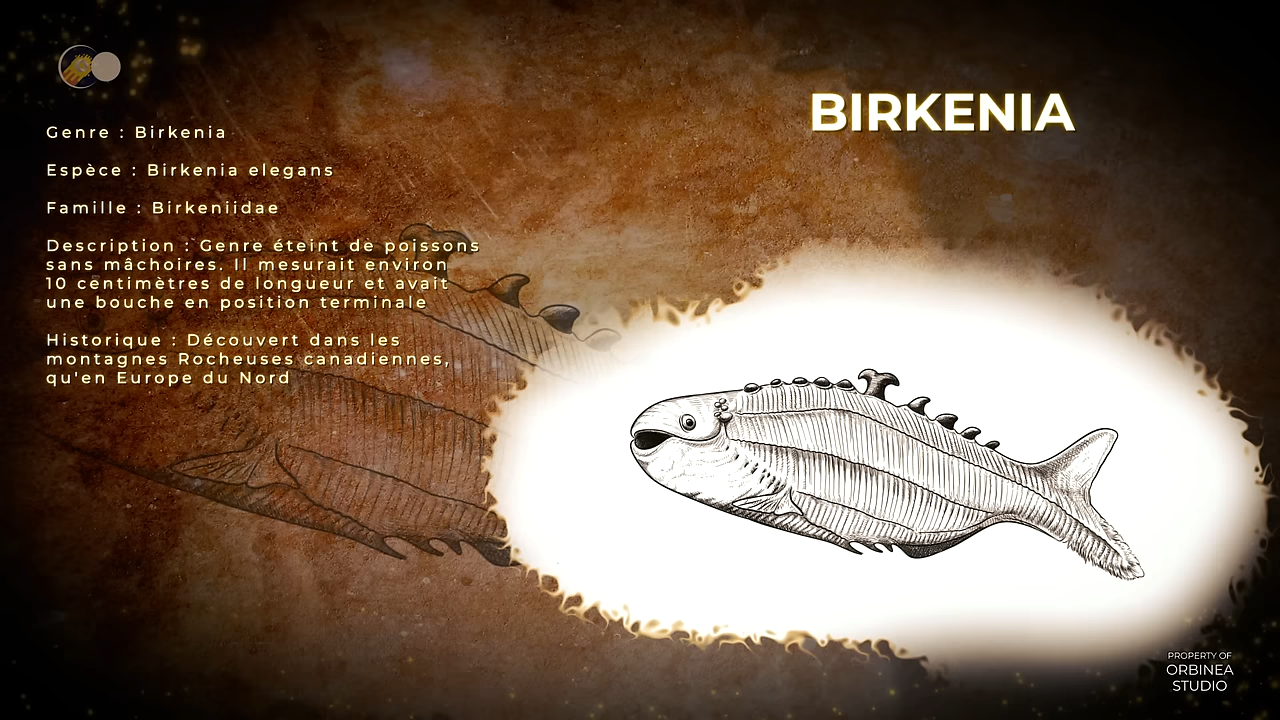 BIRKENIA
Genre : Birkenia
Espèce : Birkenia elegans
Famille : Birkeniidae
Description : Genre éteint de poissons
sans mâchoires. Il mesurait environ
10 centimètres de longueur et avait
une bouche en position terminale
Historique : Découvert dans les
montagnes Rocheuses canadiennes,
qu'en Europe du Nord
PROPERTY OF
ORBINEA
STUDIO